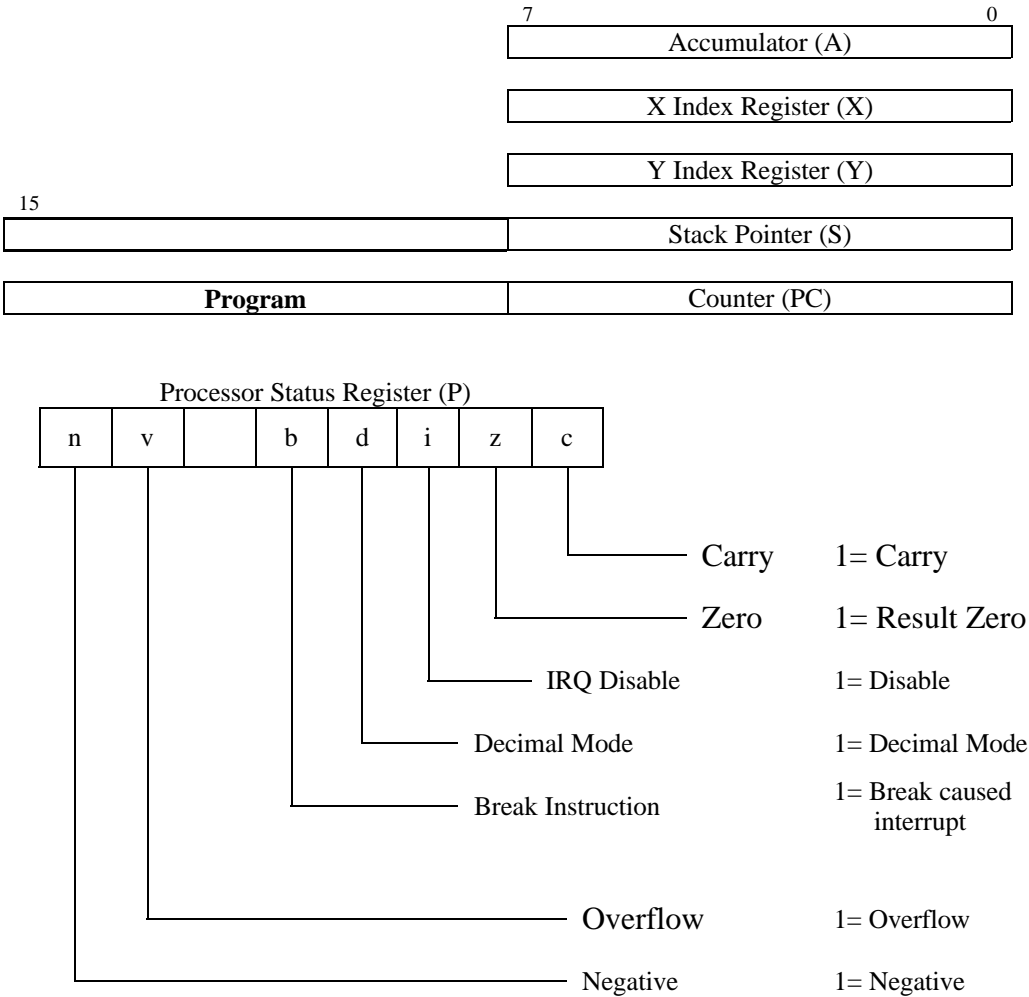 7 0
Accumulator (A)
X Index Register (X)
Y Index Register (Y)
15
Stack Pointer (S)
Program Counter (PC)
Processor Status Register (P)
n v b d i z c
Carry 1= Carry
Zero 1= Result Zero
IRQ Disable 1= Disable
Decimal Mode 1= Decimal Mode
Break Instruction 1= Break caused
interrupt
Overflow 1= Overflow
Negative 1= Negative